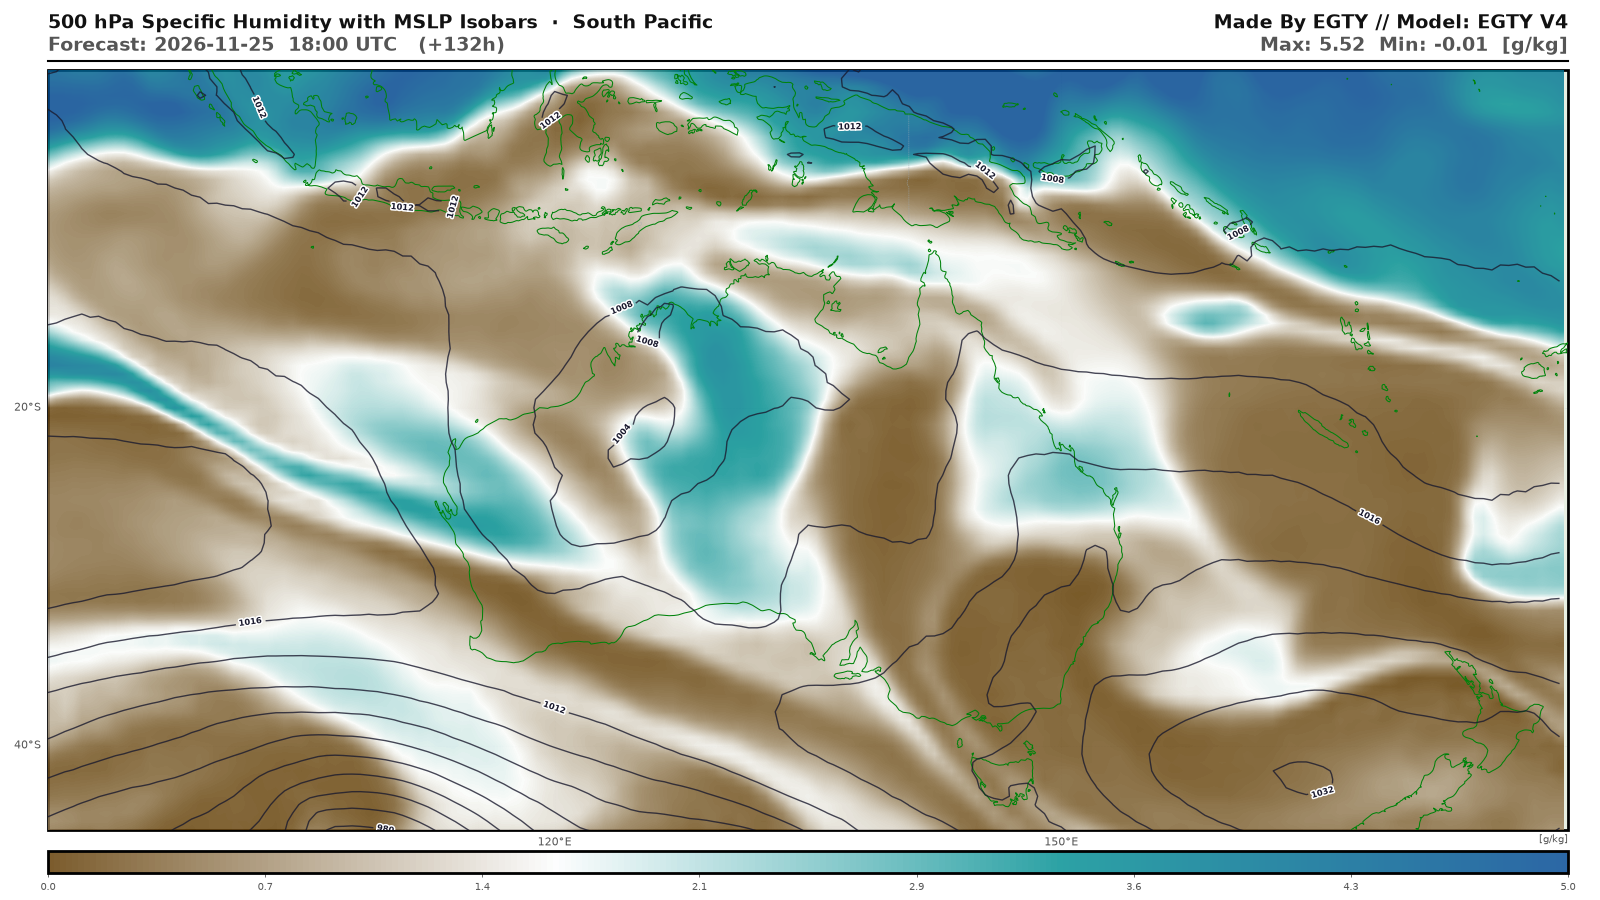 500 hPa Specific Humidity with MSLP Isobars · South Pacific
Made By EGTY // Model: EGTY V4
Forecast: 2026-11-25 18:00 UTC (+132h)
Max: 5.52 Min: -0.01 [g/kg]
1012
1012
1012
1012
1008
1012
1012
1012
1008
1008
1008
20°S
1004
1016
1016
1012
40°S
1032
980
120°E
150°E
[g/kg]
0.0
0.7
1.4
2.1
2.9
3.6
4.3
5.0